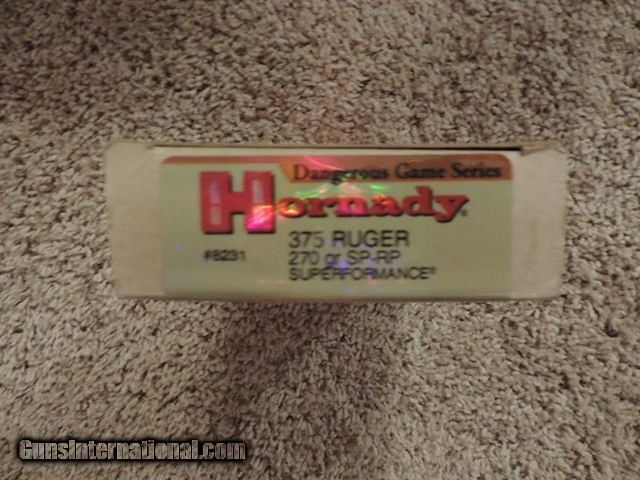 Dangerous Game Series
Hornady®
375 RUGER
#8231 270 gr SP-RP
SUPERFORMANCE®
GunsInternational.com